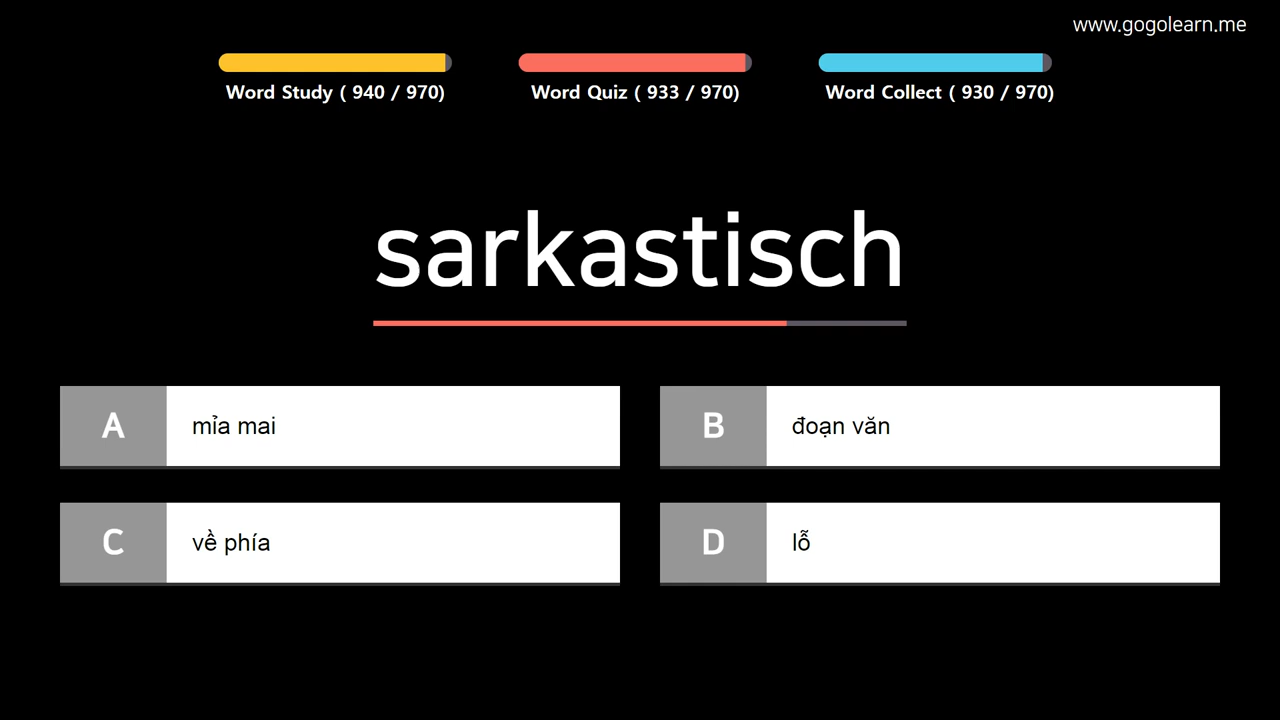 www.gogolearn.me
Word Study ( 940 / 970)
Word Quiz ( 933 / 970)
Word Collect ( 930 / 970)
sarkastisch
A mỉa mai
B đoạn văn
C về phía
D lỗ